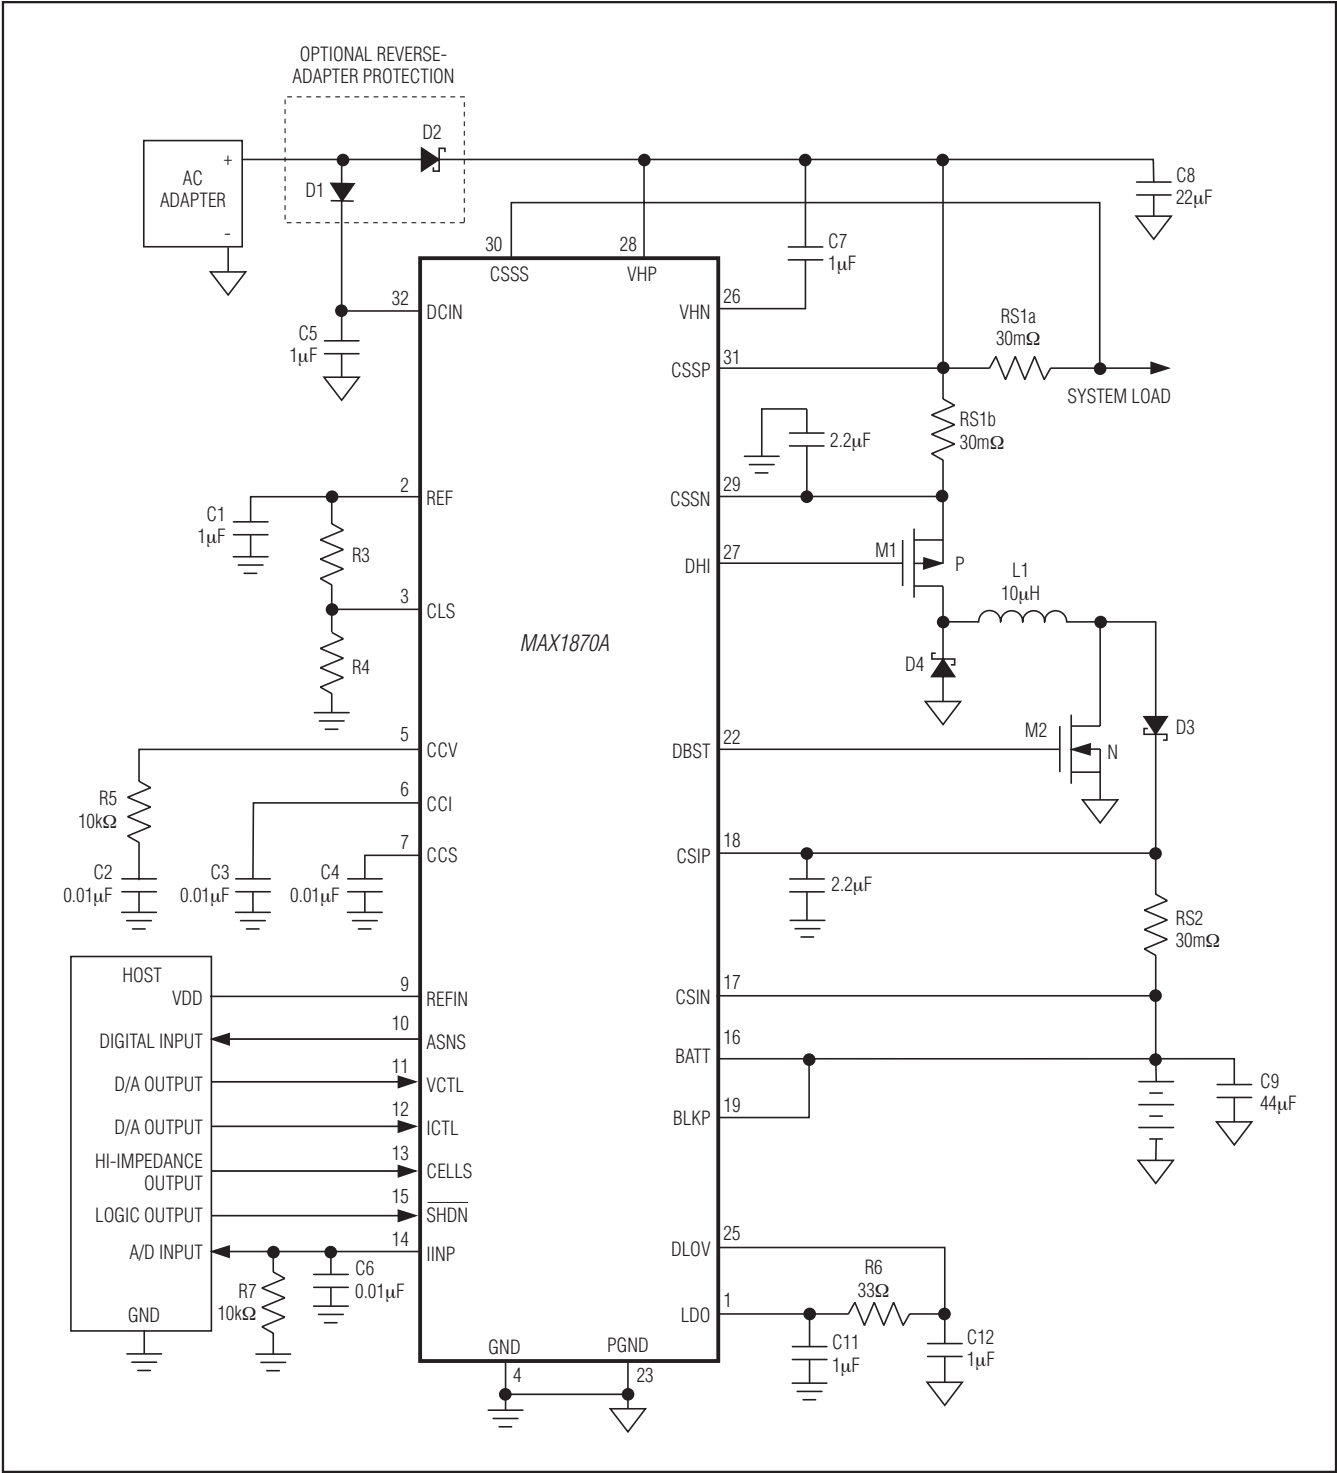 OPTIONAL REVERSE-
ADAPTER PROTECTION
D2
+
AC
ADAPTER
-
D1
C8
22µF
30
CSSS
28
VHP
C7
1µF
32
DCIN
26
VHN
C5
1µF
RS1a
30mΩ
31
CSSP
SYSTEM LOAD
2.2µF
RS1b
30mΩ
2
REF
29
CSSN
C1
1µF
R3
27
DHI
M1
P
L1
10µH
3
CLS
MAX1870A
R4
D4
5
CCV
22
DBST
M2
N
D3
6
CCI
R5
10kΩ
7
CCS
18
CSIP
C2
0.01µF
C3
0.01µF
C4
0.01µF
2.2µF
RS2
30mΩ
HOST
VDD
9
REFIN
17
CSIN
DIGITAL INPUT
10
ASNS
16
BATT
D/A OUTPUT
11
VCTL
C9
44µF
D/A OUTPUT
12
ICTL
19
BLKP
HI-IMPEDANCE
OUTPUT
13
CELLS
LOGIC OUTPUT
15
SHDN
A/D INPUT
14
IINP
25
DLOV
C6
0.01µF
R7
10kΩ
R6
33Ω
GND
1
LDO
C11
1µF
C12
1µF
GND
PGND
4
23